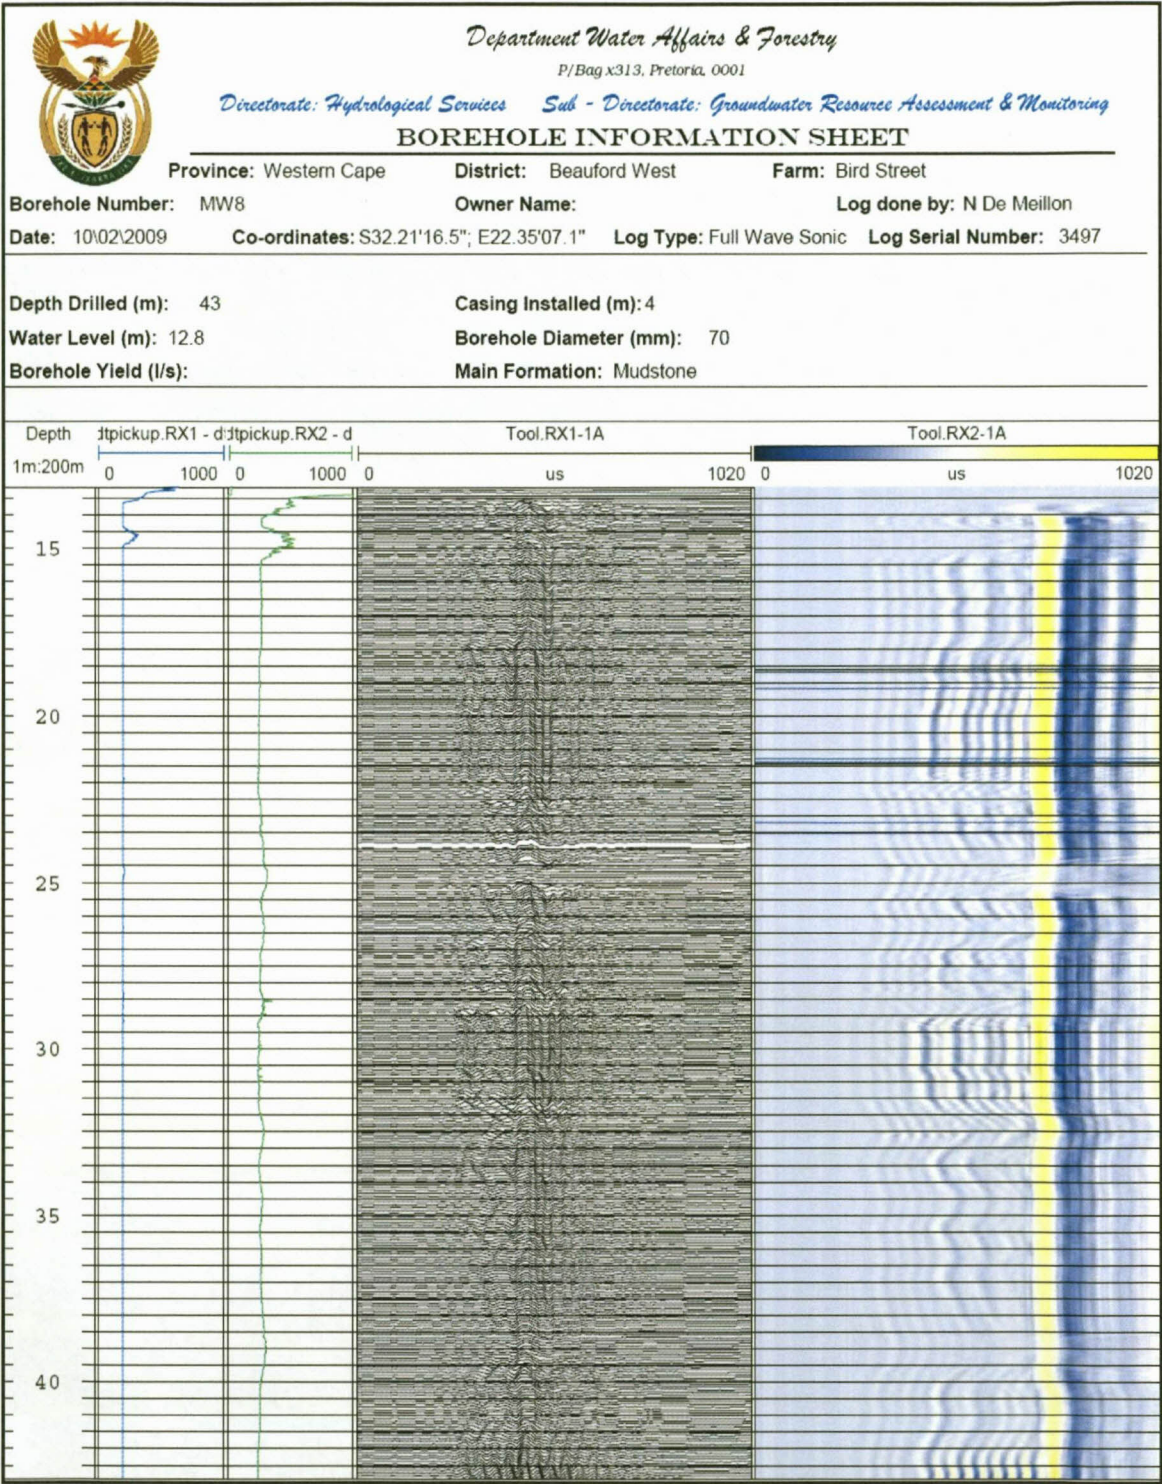 Department Water Affairs & Forestry
P/Bag x313, Pretoria, 0001
Directorate: Hydrological Services Sub - Directorate: Groundwater Resource Assessment & Monitoring
BOREHOLE INFORMATION SHEET
Province: Western Cape District: Beauford West Farm: Bird Street
Borehole Number: MW8 Owner Name: Log done by: N De Meillon
Date: 10\02\2009 Co-ordinates: S32.21'16.5"; E22.35'07.1" Log Type: Full Wave Sonic Log Serial Number: 3497
Depth Drilled (m): 43 Casing Installed (m): 4
Water Level (m): 12.8 Borehole Diameter (mm): 70
Borehole Yield (l/s): Main Formation: Mudstone
Depth dtpickup.RX1 - d dtpickup.RX2 - d Tool.RX1-1A Tool.RX2-1A
1m:200m 0 1000 0 1000 0 us 1020 0 us 1020
15
20
25
30
35
40